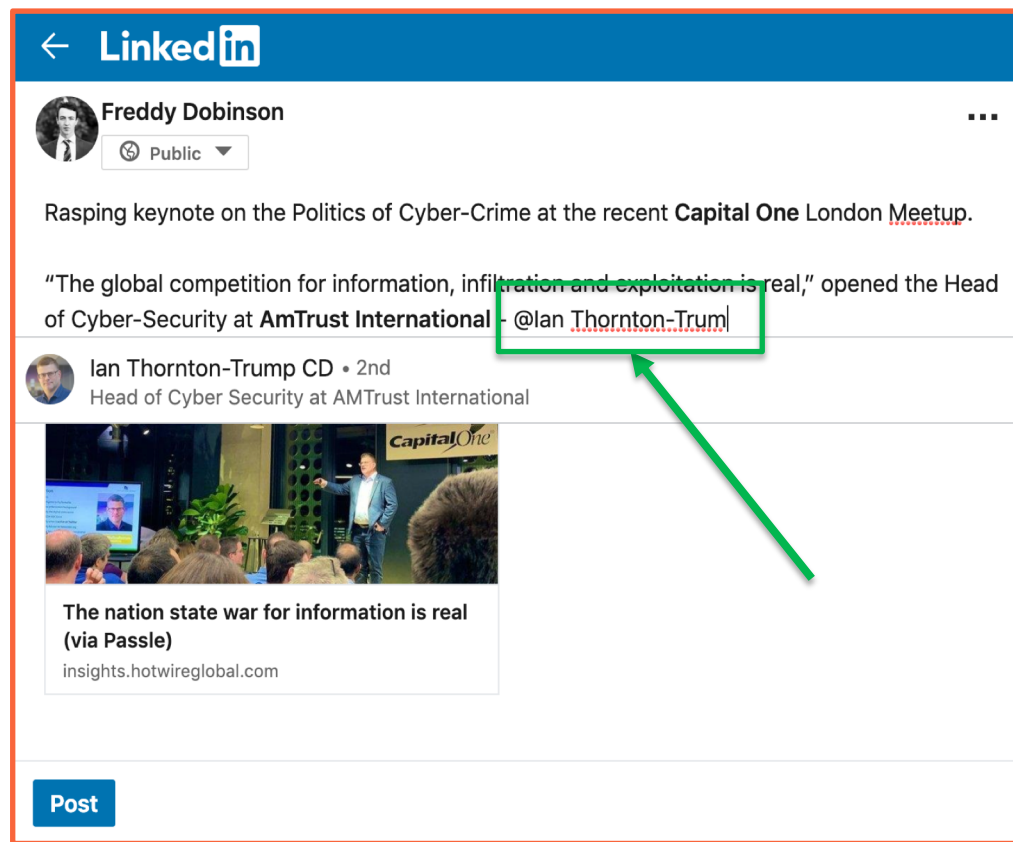 Linked in
Freddy Dobinson
Public
Rasping keynote on the Politics of Cyber-Crime at the recent Capital One London Meetup.
“The global competition for information, infiltration and exploitation is real,” opened the Head
of Cyber-Security at AmTrust International - @Ian Thornton-Trum
Ian Thornton-Trump CD • 2nd
Head of Cyber Security at AMTrust International
Capital One
The nation state war for information is real
(via Passle)
insights.hotwireglobal.com
Post